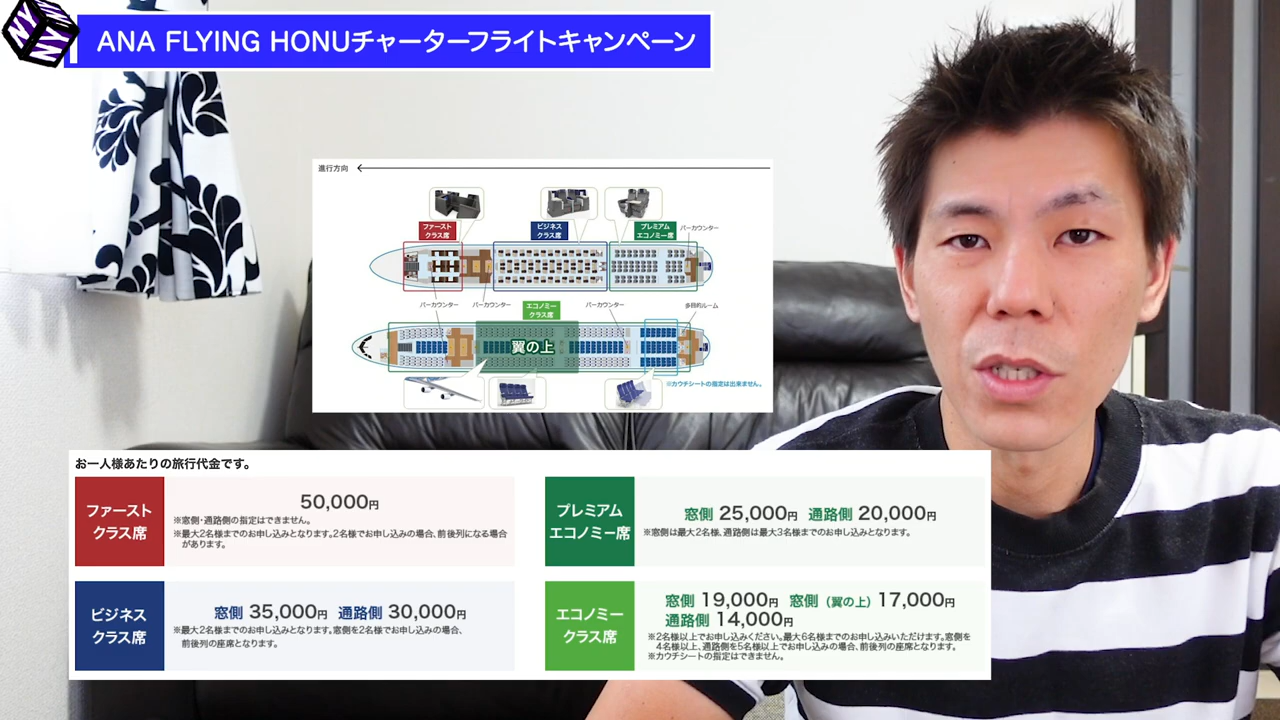 NY
NY
ANA FLYING HONUチャーターフライトキャンペーン
進行方向
ファースト
クラス席
ビジネス
クラス席
プレミアム
エコノミー席
バーカウンター
バーカウンター
バーカウンター
エコノミー
クラス席
バーカウンター
多目的ルーム
翼の上
※カウチシートの指定は出来ません。
お一人様あたりの旅行代金です。
ファースト
クラス席
50,000円
※窓側・通路側の指定はできません。
※最大2名様までのお申し込みとなります。2名様でお申し込みの場合、前後列になる場合
があります。
プレミアム
エコノミー席
窓側 25,000円 通路側 20,000円
※窓側は最大2名様、通路側は最大3名様までのお申し込みとなります。
ビジネス
クラス席
窓側 35,000円 通路側 30,000円
※最大2名様までのお申し込みとなります。窓側を2名様でお申し込みの場合、
前後列の座席となります。
エコノミー
クラス席
窓側 19,000円 窓側（翼の上）17,000円
通路側 14,000円
※2名様以上でお申し込みください。最大6名様までのお申し込みいただけます。窓側を
4名様以上、通路側を5名様以上でお申し込みの場合、前後列の座席となります。
※カウチシートの指定はできません。